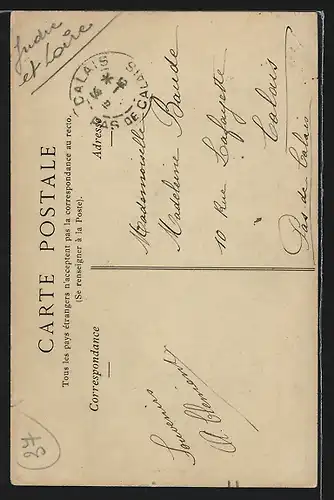 Indre
et Loire
CARTE POSTALE
Tous les pays étrangers n'acceptent pas la correspondance au recto.
(Se renseigner à la Poste).
Correspondance
Adresse
CALAIS
PAS DE CALAIS
Mademoiselle
Madeleine Baude
10 Rue Lafayette
Calais
Pas de Calais
Souvenirs
37